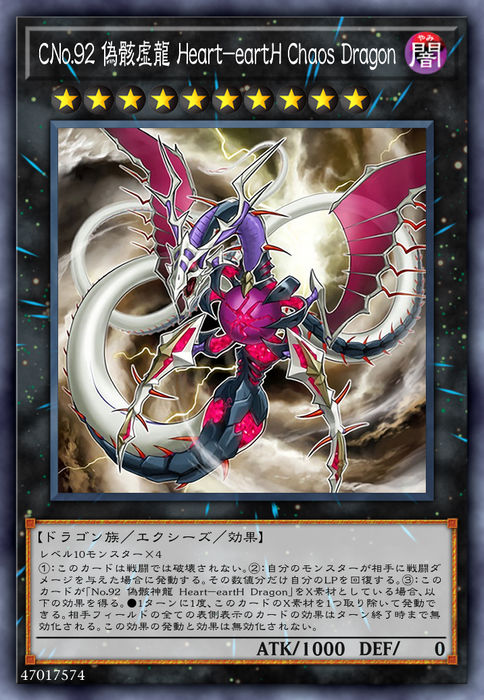 CNo.92 偽骸虚龍 Heart－eartH Chaos Dragon
やみ
闇
【ドラゴン族／エクシーズ／効果】
レベル10モンスター×4
①：このカードは戦闘では破壊されない。②：自分のモンスターが相手に戦闘ダ
メージを与えた場合に発動する。その数値分だけ自分のLPを回復する。③：この
カードが「No.92 偽骸神龍 Heart－eartH Dragon」をX素材としている場合、以
下の効果を得る。●1ターンに1度、このカードのX素材を1つ取り除いて発動で
きる。相手フィールドの全ての表側表示のカードの効果はターン終了時まで無
効化される。この効果の発動と効果は無効化されない。
ATK/1000 DEF/ 0
47017574